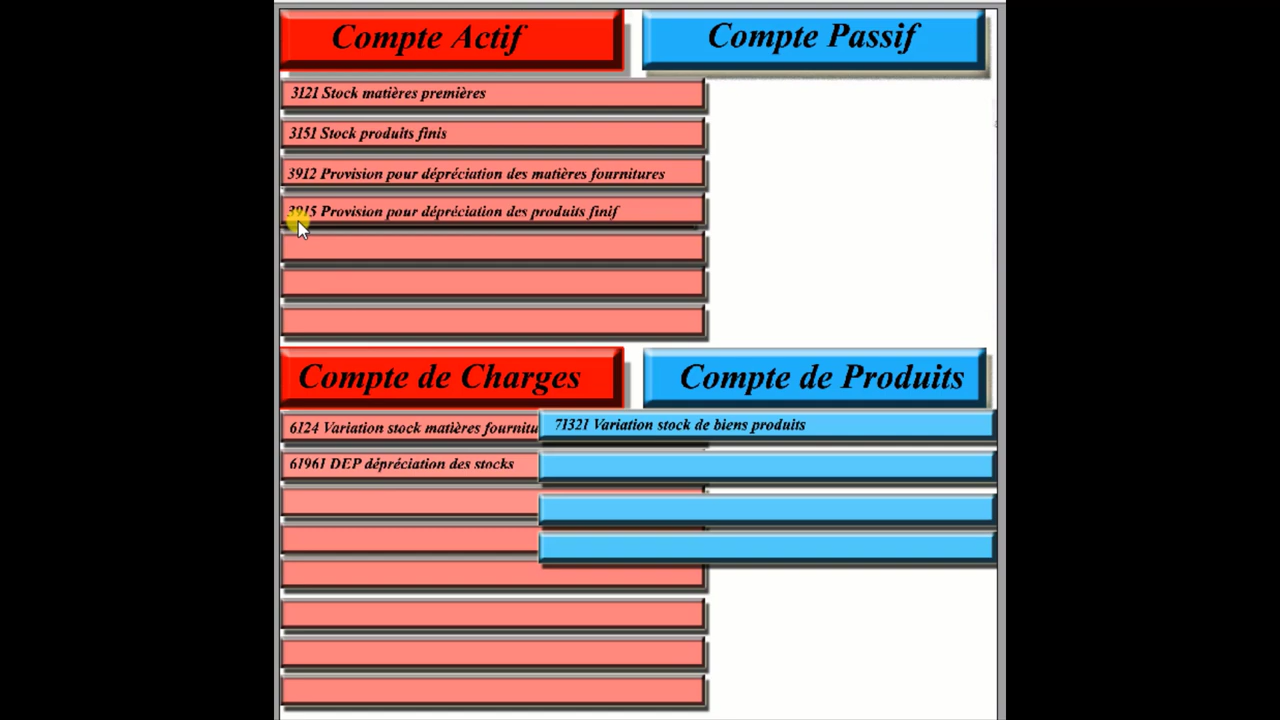 Compte Actif
Compte Passif
3121 Stock matières premières
3151 Stock produits finis
3912 Provision pour dépréciation des matières fournitures
3915 Provision pour dépréciation des produits finif
Compte de Charges
Compte de Produits
6124 Variation stock matières fournitu
71321 Variation stock de biens produits
61961 DEP dépréciation des stocks